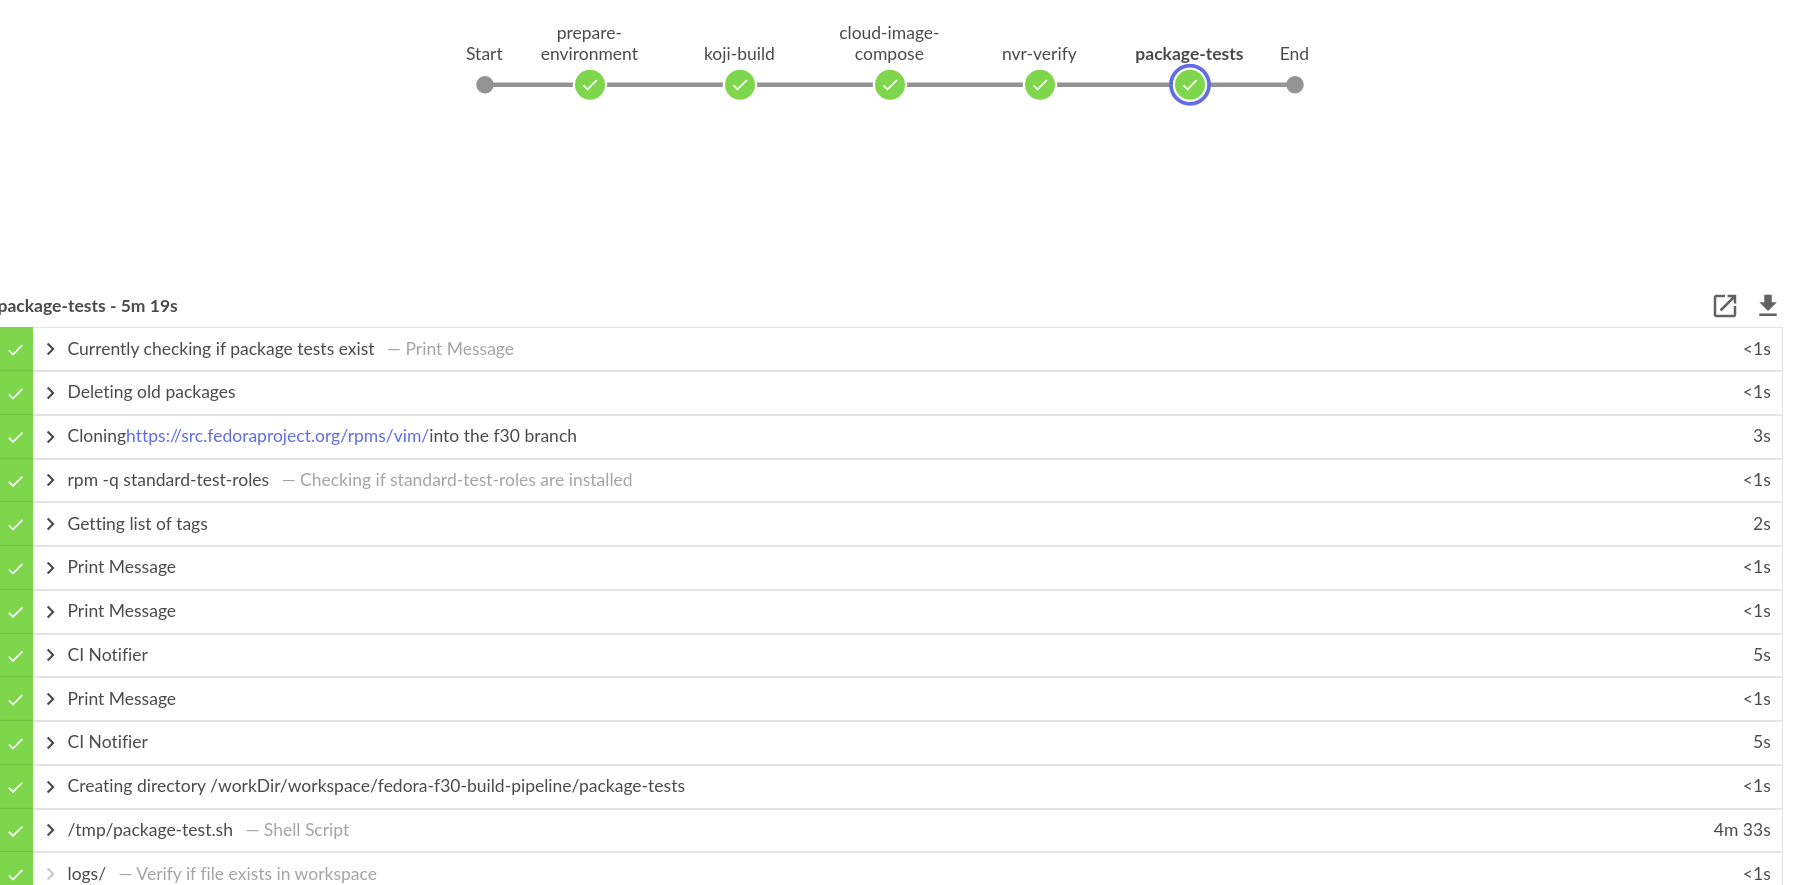 Start
prepare-
environment
koji-build
cloud-image-
compose
nvr-verify
package-tests
End
package-tests - 5m 19s
Currently checking if package tests exist — Print Message <1s
Deleting old packages <1s
Cloninghttps://src.fedoraproject.org/rpms/vim/into the f30 branch 3s
rpm -q standard-test-roles — Checking if standard-test-roles are installed <1s
Getting list of tags 2s
Print Message <1s
Print Message <1s
CI Notifier 5s
Print Message <1s
CI Notifier 5s
Creating directory /workDir/workspace/fedora-f30-build-pipeline/package-tests <1s
/tmp/package-test.sh — Shell Script 4m 33s
logs/ — Verify if file exists in workspace <1s